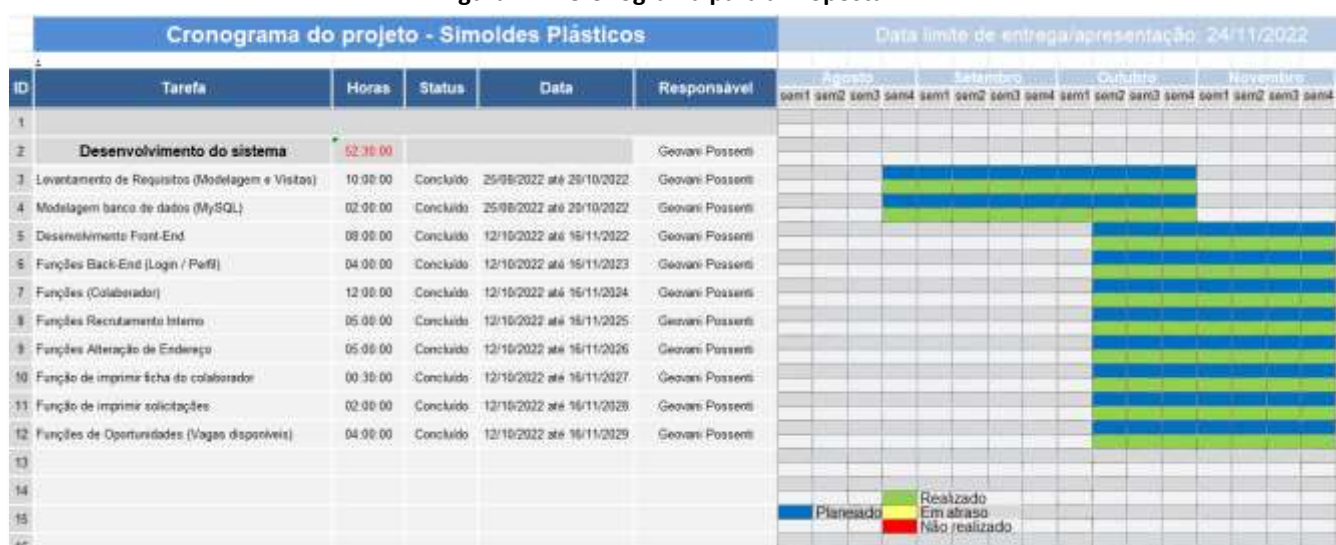 Cronograma do projeto - Simoldes Plásticos Data limite de entrega/apresentação: 24/11/2022
ID Tarefa Horas Status Data Responsável Agosto Setembro Outubro Novembro
sem1 sem2 sem3 sem4 sem1 sem2 sem3 sem4 sem1 sem2 sem3 sem4 sem1 sem2 sem3 sem4
1
2 Desenvolvimento do sistema 52:30:00 Geovani Possenti
3 Levantamento de Requisitos (Modelagem e Visitas) 10:00:00 Concluído 25/08/2022 até 20/10/2022 Geovani Possenti
4 Modelagem banco de dados (MySQL) 02:00:00 Concluído 25/08/2022 até 20/10/2022 Geovani Possenti
5 Desenvolvimento Front-End 08:00:00 Concluído 12/10/2022 até 16/11/2022 Geovani Possenti
6 Funções Back-End (Login / Perfil) 04:00:00 Concluído 12/10/2022 até 16/11/2023 Geovani Possenti
7 Funções (Colaborador) 12:00:00 Concluído 12/10/2022 até 16/11/2024 Geovani Possenti
8 Funções Recrutamento Interno 05:00:00 Concluído 12/10/2022 até 16/11/2025 Geovani Possenti
9 Funções Alteração de Endereço 05:00:00 Concluído 12/10/2022 até 16/11/2026 Geovani Possenti
10 Função de imprimir ficha do colaborador 00:30:00 Concluído 12/10/2022 até 16/11/2027 Geovani Possenti
11 Função de imprimir solicitações 02:00:00 Concluído 12/10/2022 até 16/11/2028 Geovani Possenti
12 Funções de Oportunidades (Vagas disponíveis) 04:00:00 Concluído 12/10/2022 até 16/11/2029 Geovani Possenti
13
14 Realizado
15 Planejado Em atraso
Não realizado